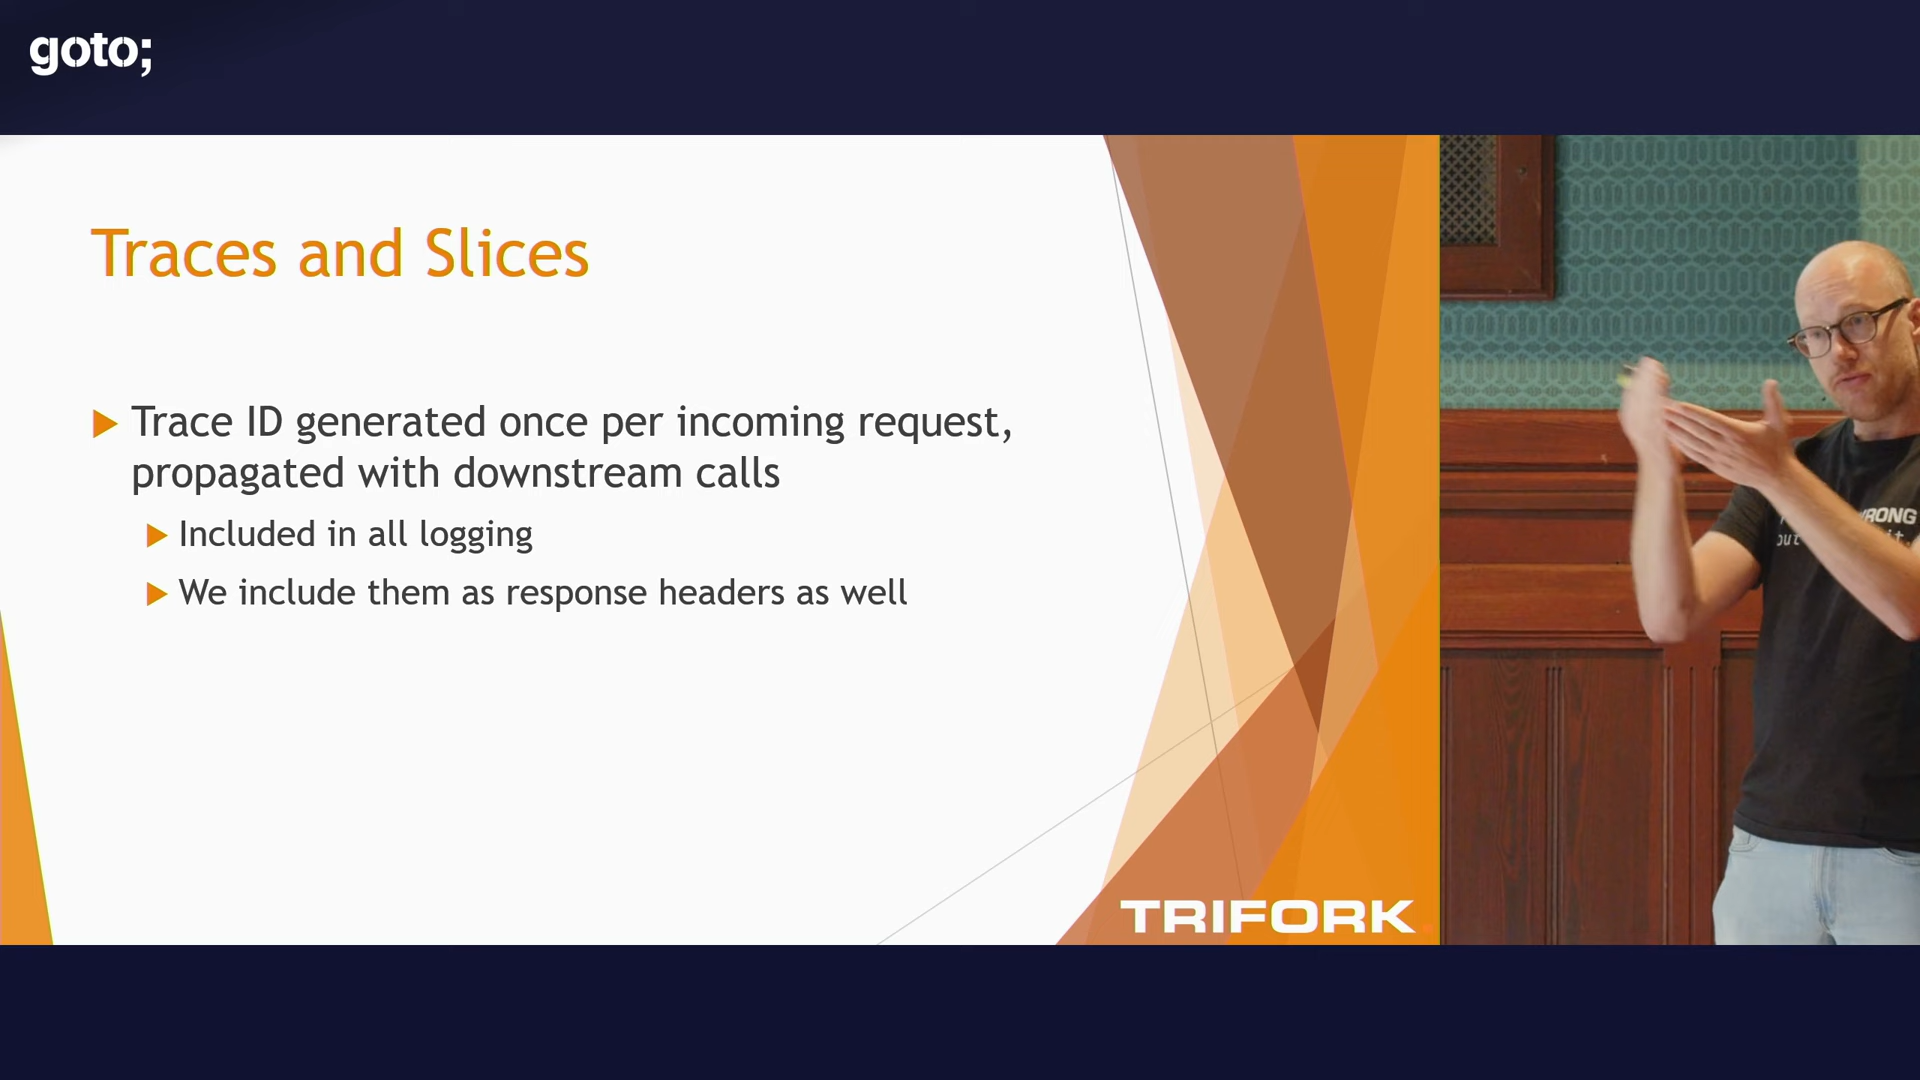 goto;
Traces and Slices
Trace ID generated once per incoming request,
propagated with downstream calls
Included in all logging
We include them as response headers as well
TRIFORK.